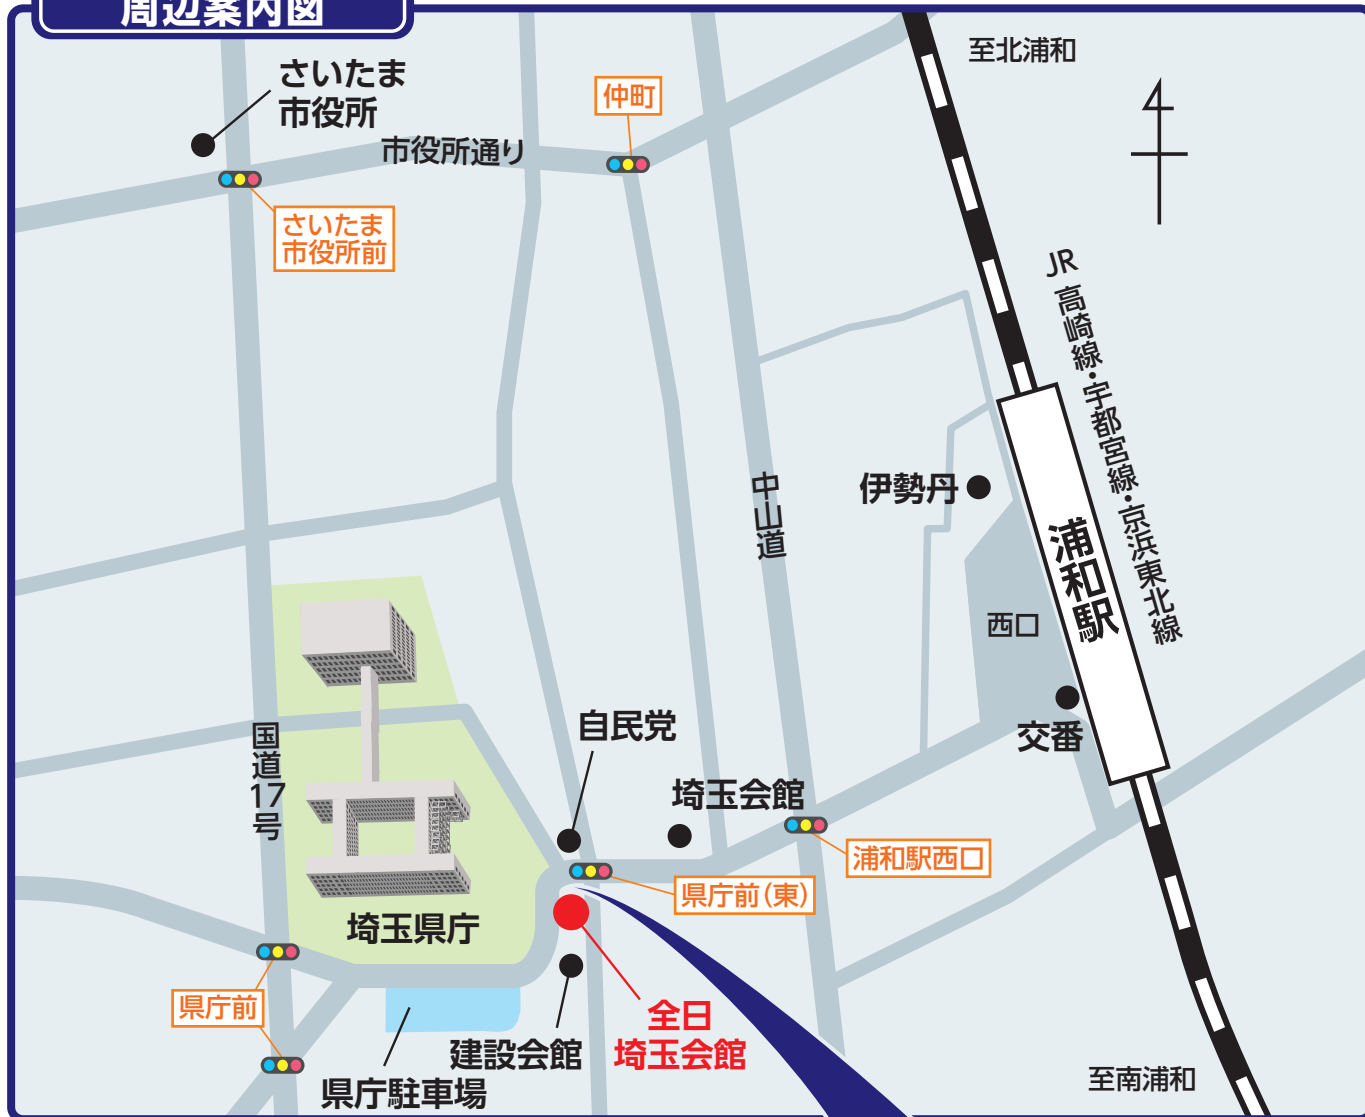 周辺案内図
至北浦和
さいたま
市役所
仲町
市役所通り
さいたま
市役所前
JR 高崎線・宇都宮線・京浜東北線
中山道
伊勢丹
浦和駅
西口
交番
国道17号
自民党
埼玉会館
浦和駅西口
県庁前(東)
埼玉県庁
県庁前
全日
埼玉会館
建設会館
県庁駐車場
至南浦和